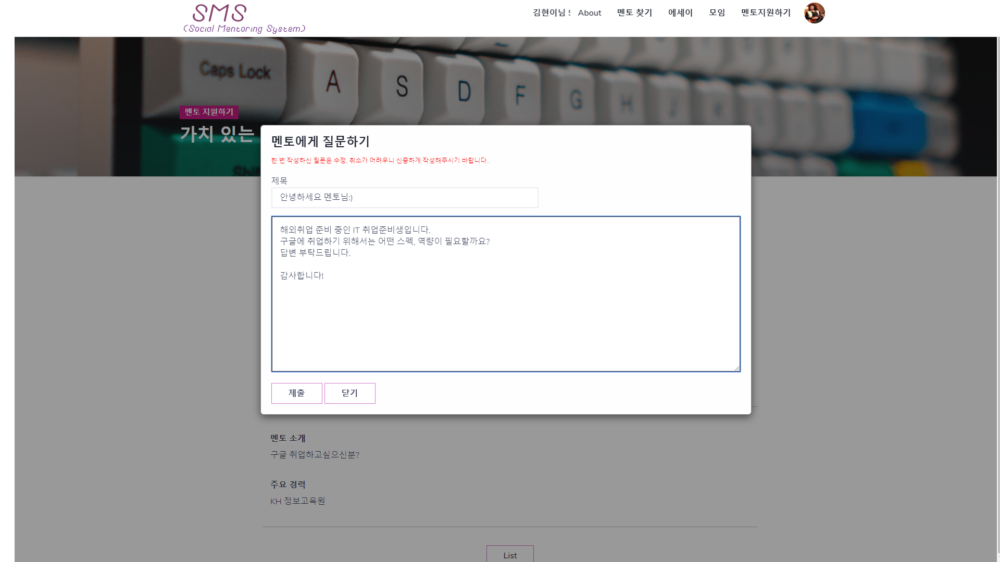 SMS
(Social Mentoring System)
김현이님
About
멘토 찾기
에세이
모임
멘토지원하기
Caps Lock
A
S
D
F
G
H
J
멘토 지원하기
가치 있는
멘토에게 질문하기
한 번 작성하신 질문은 수정, 취소가 어려우니 신중하게 작성해주시기 바랍니다..
제목
안녕하세요 멘토님:)
해외취업 준비 중인 IT 취업준비생입니다.
구글에 취업하기 위해서는 어떤 스펙, 역량이 필요할까요?
답변 부탁드립니다.
감사합니다!
제출
닫기
멘토 소개
구글 취업하고싶으신분?
주요 경력
KH 정보고육원
List